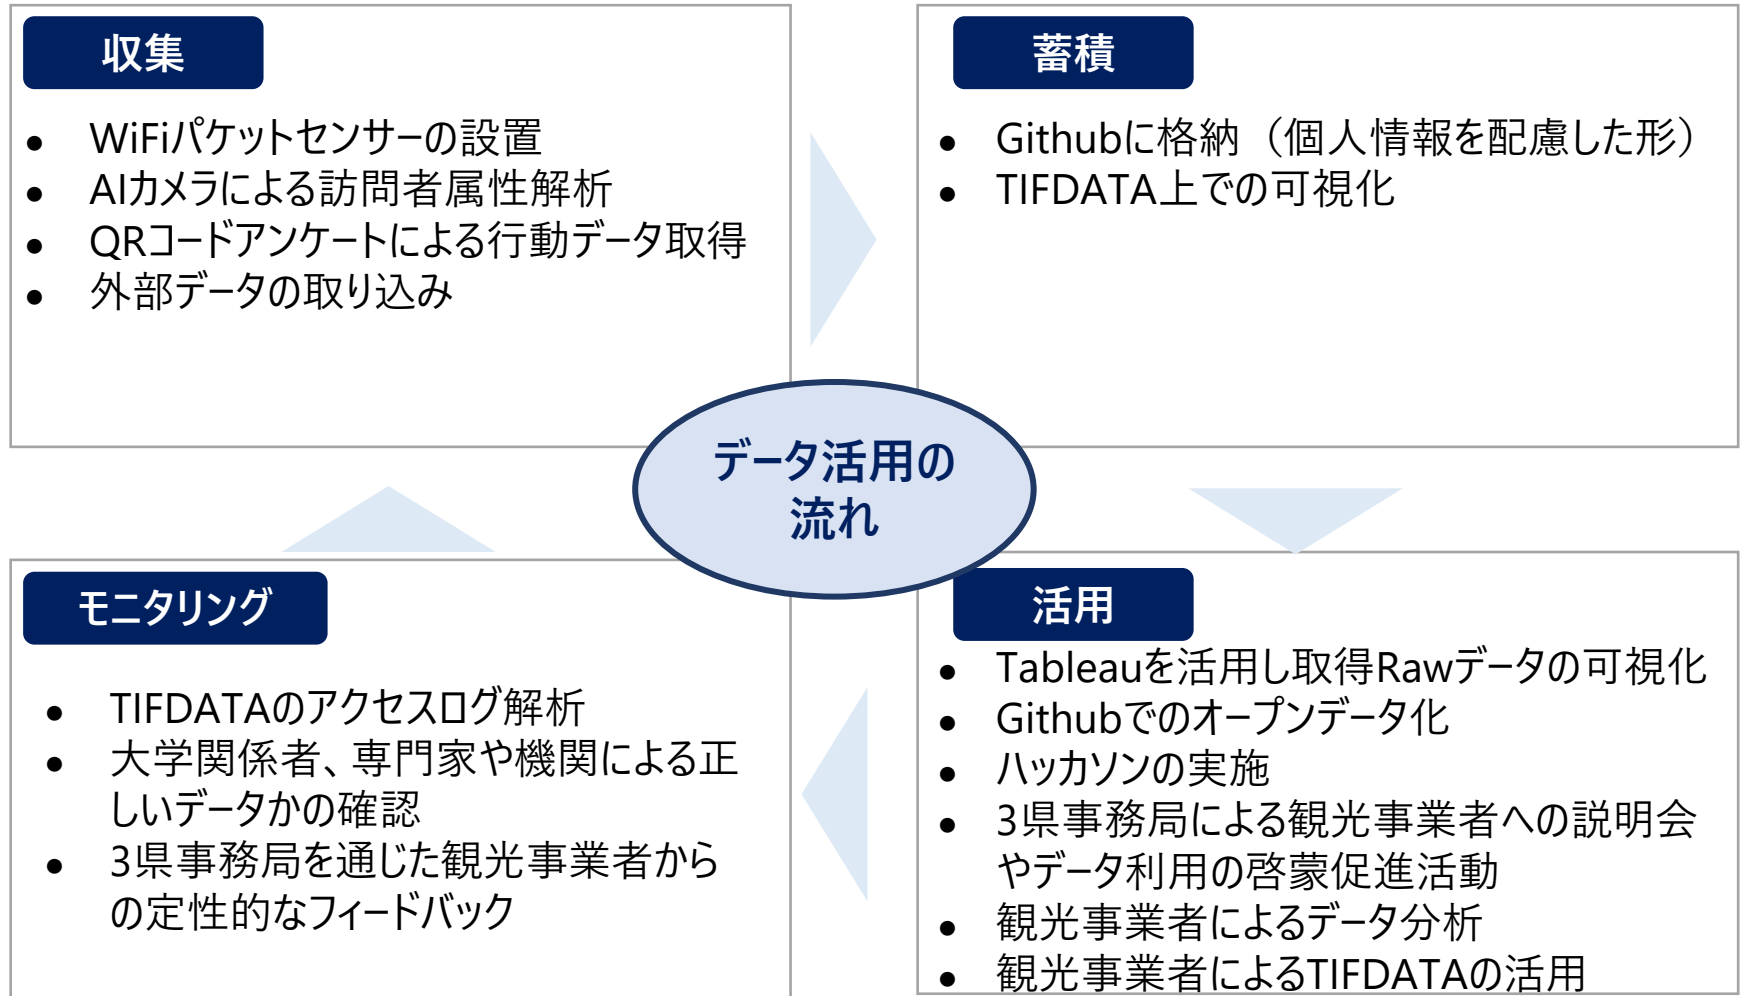 収集
● WiFiパケットセンサーの設置
● AIカメラによる訪問者属性解析
● QRコードアンケートによる行動データ取得
● 外部データの取り込み
蓄積
● Githubに格納（個人情報を配慮した形）
● TIFDATA上での可視化
データ活用の
流れ
モニタリング
● TIFDATAのアクセスログ解析
● 大学関係者、専門家や機関による正
しいデータかの確認
● 3県事務局を通じた観光事業者から
の定性的なフィードバック
活用
● Tableauを活用し取得Rawデータの可視化
● Githubでのオープンデータ化
● ハッカソンの実施
● 3県事務局による観光事業者への説明会
やデータ利用の啓蒙促進活動
● 観光事業者によるデータ分析
● 観光事業者によるTIFDATAの活用